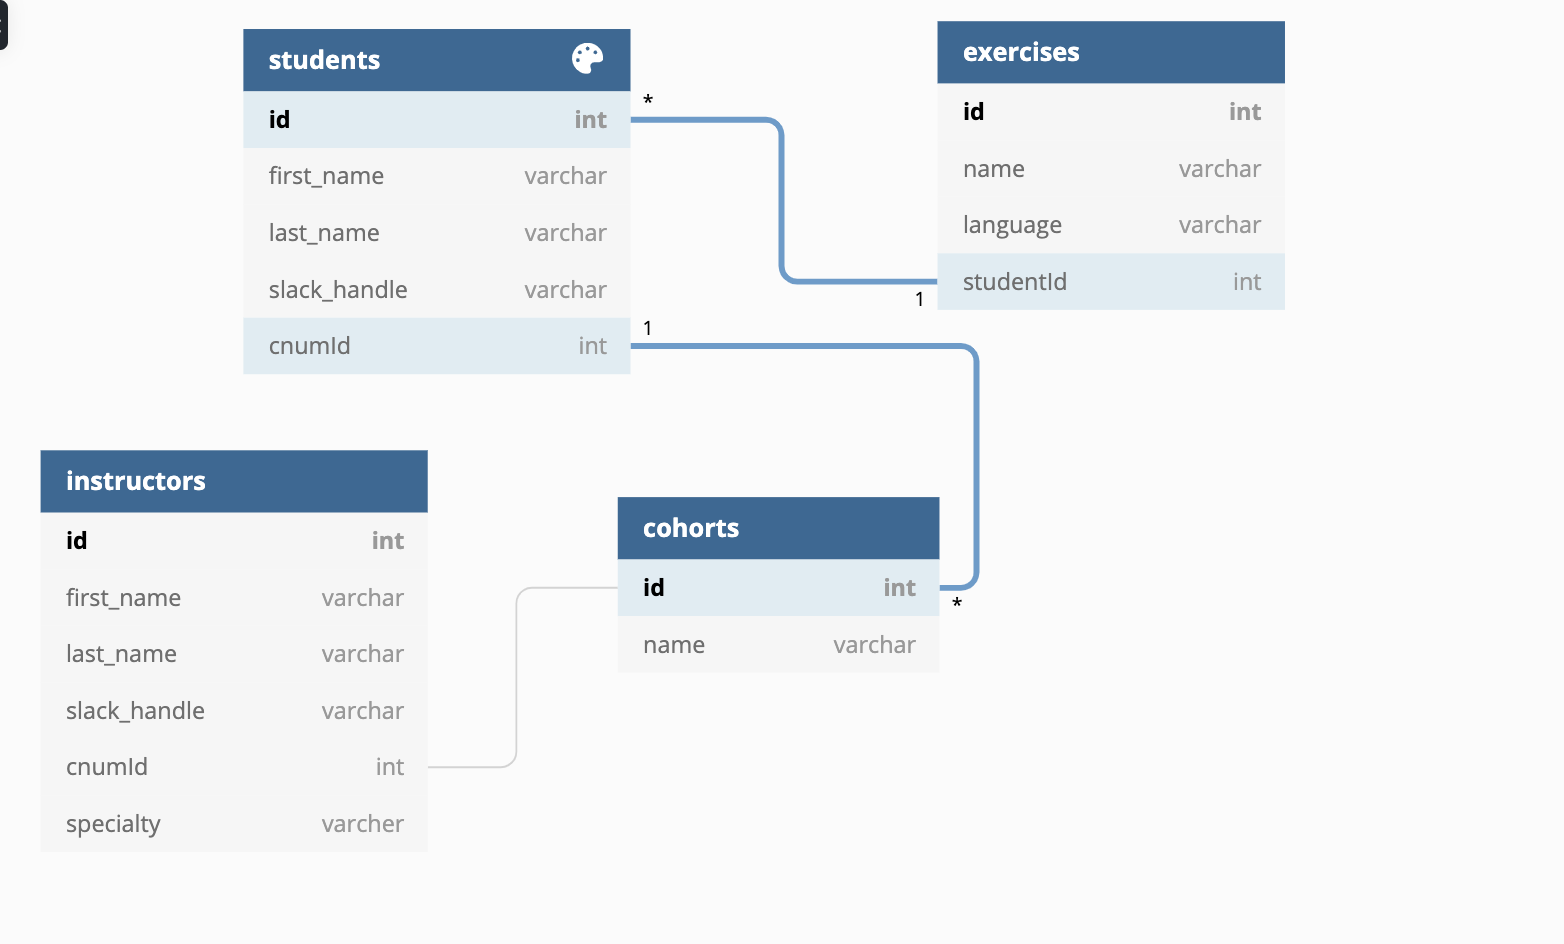 students
id int
first_name varchar
last_name varchar
slack_handle varchar
cnumId int
*
1
exercises
id int
name varchar
language varchar
studentId int
1
instructors
id int
first_name varchar
last_name varchar
slack_handle varchar
cnumId int
specialty varcher
cohorts
id int
name varchar
*